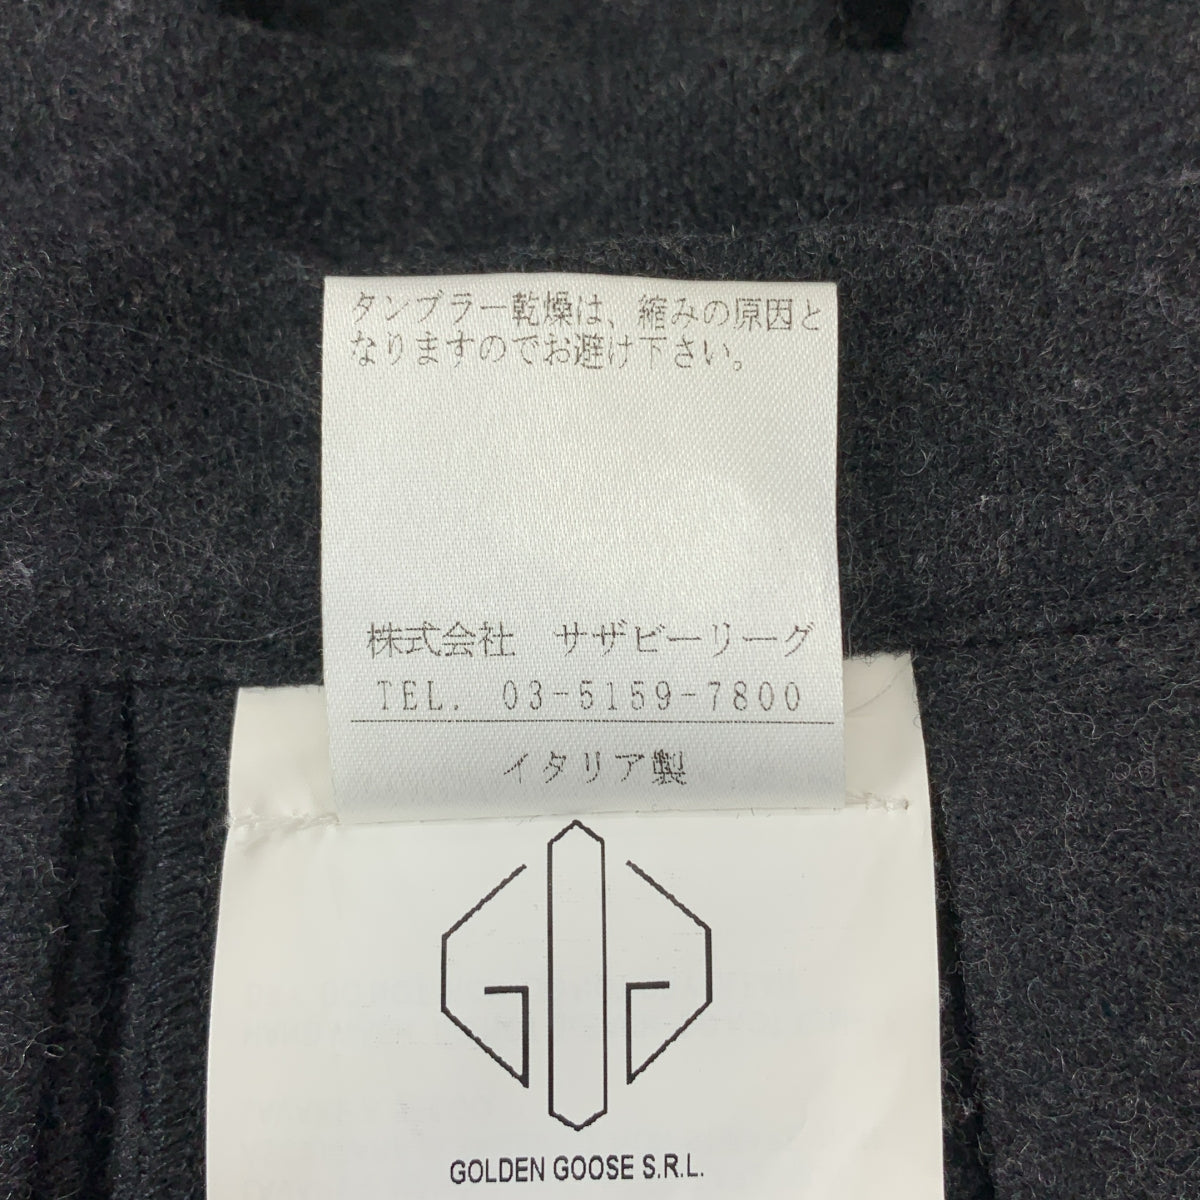 タンブラー乾燥は、縮みの原因と
なりますのでお避け下さい。
株式会社　サザビーリーグ
TEL. 03-5159-7800
イタリア製
GOLDEN GOOSE S.R.L.